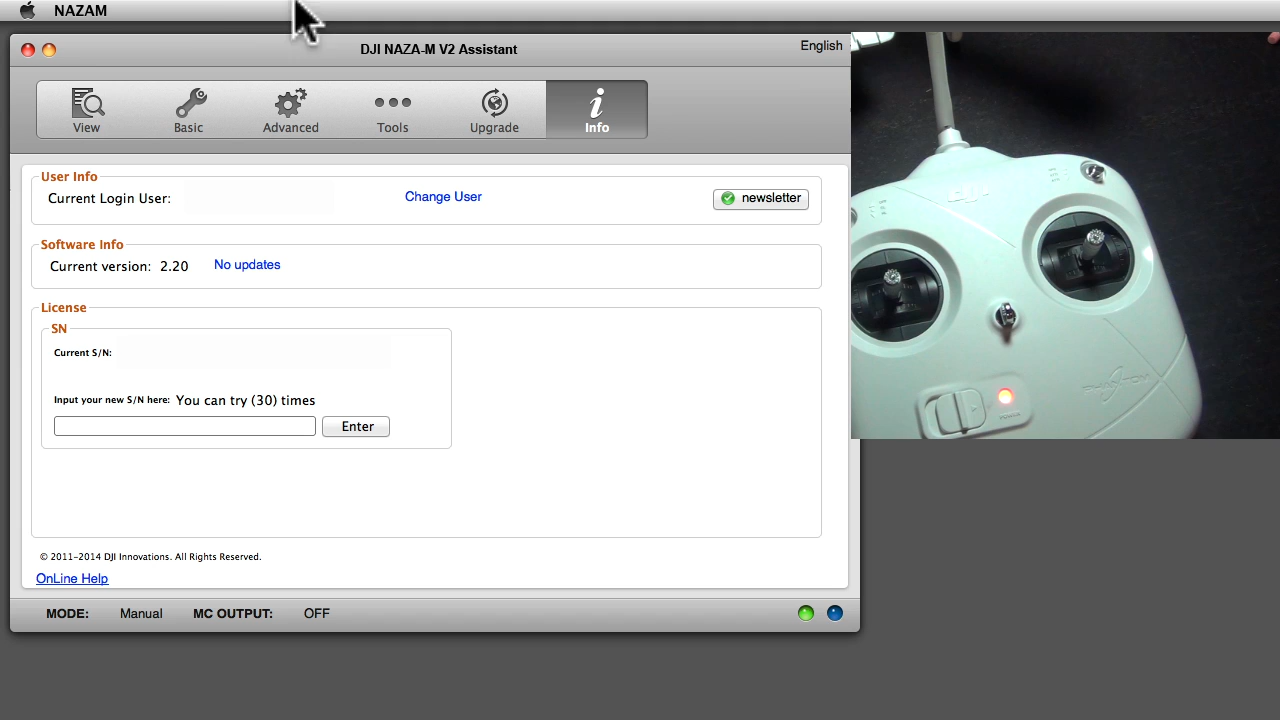 NAZAM
DJI NAZA-M V2 Assistant
English
View
Basic
Advanced
Tools
Upgrade
Info
User Info
Current Login User:
Change User
newsletter
Software Info
Current version: 2.20
No updates
License
SN
Current S/N:
Input your new S/N here: You can try (30) times
Enter
© 2011-2014 DJI Innovations. All Rights Reserved.
OnLine Help
MODE: Manual MC OUTPUT: OFF
PHANTOM
POWER